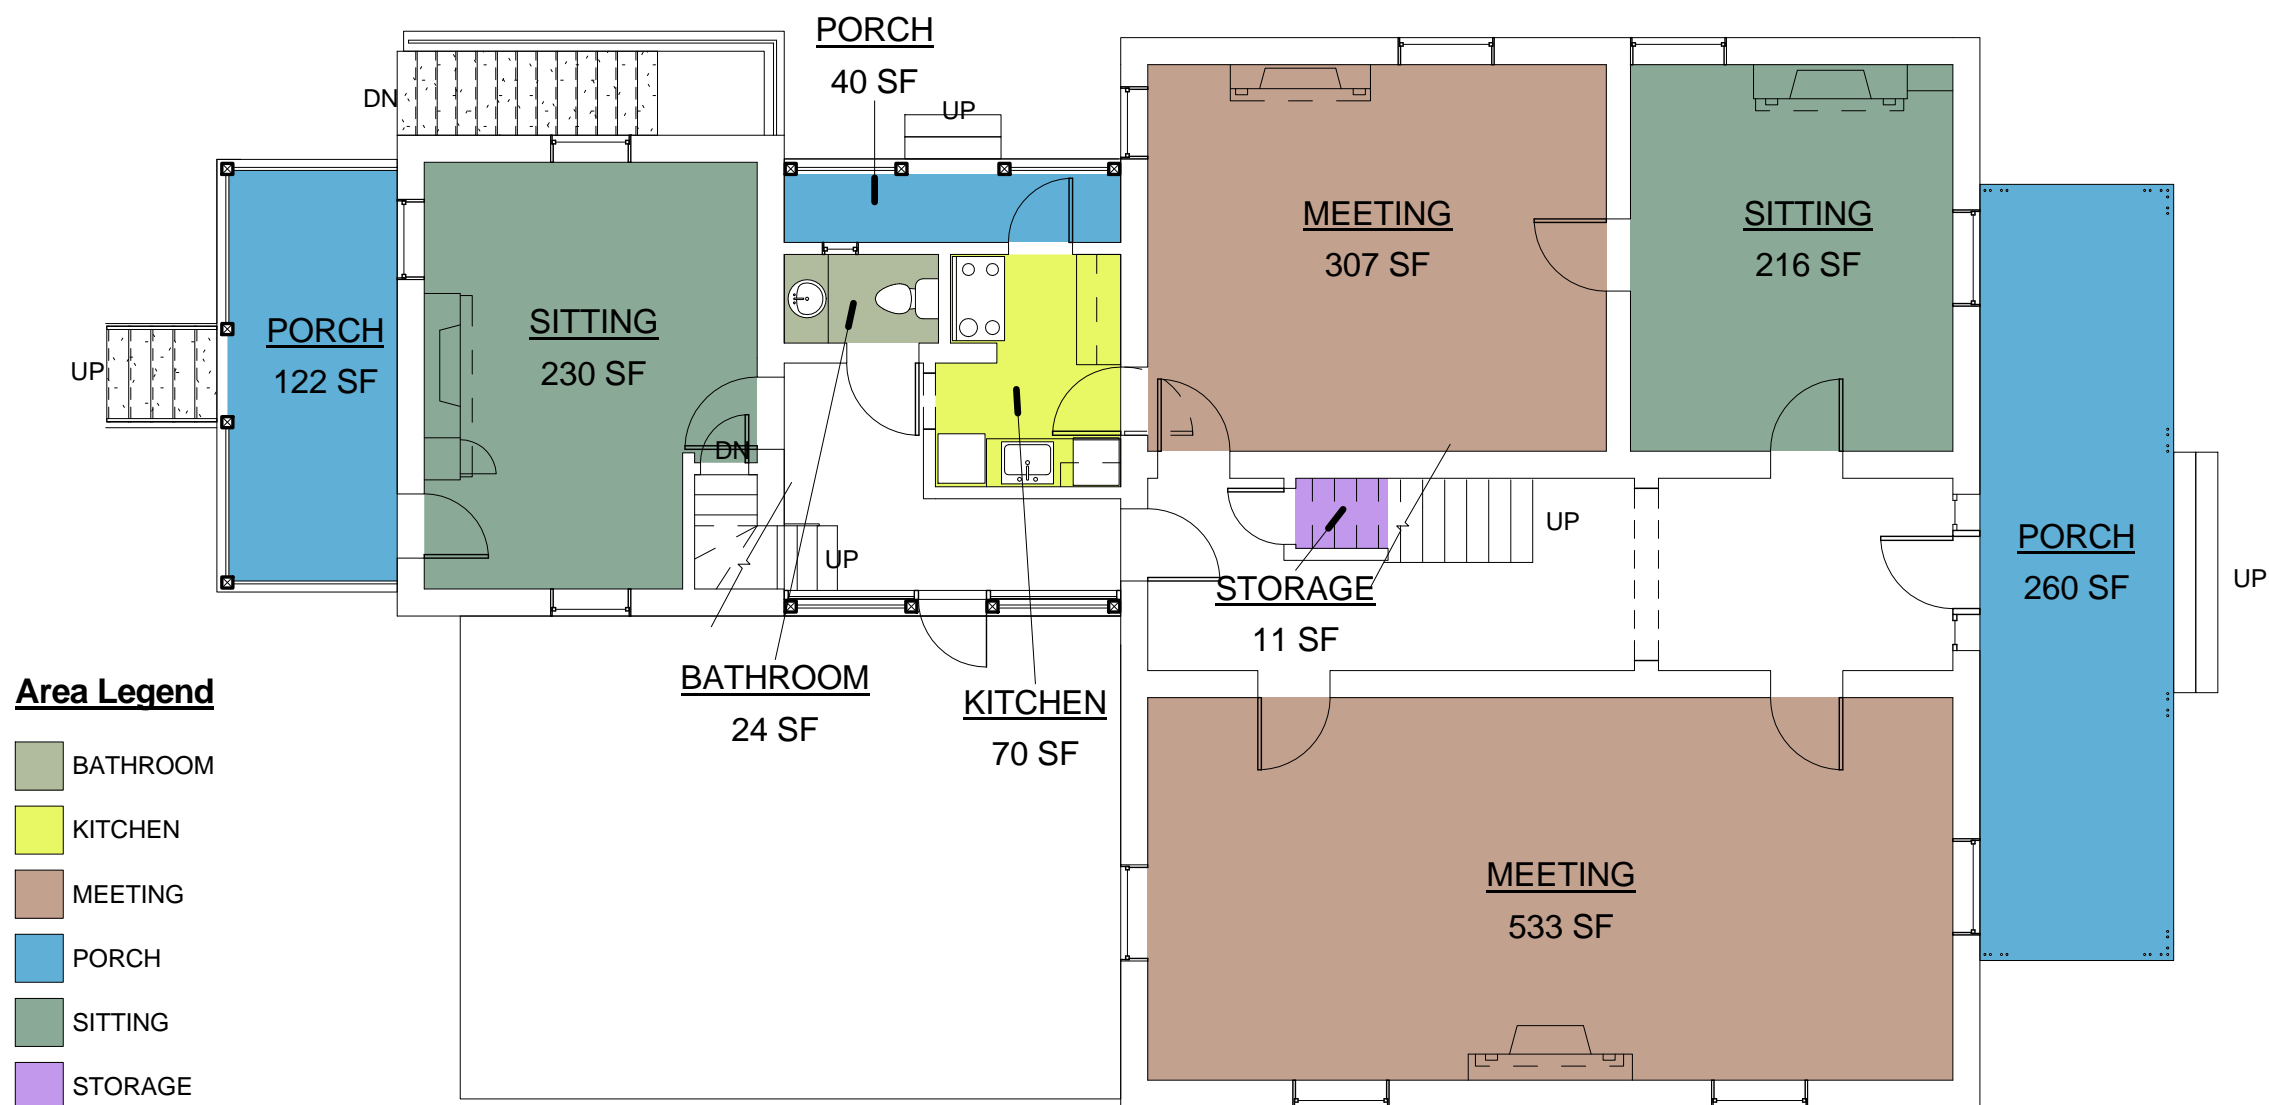 PORCH
40 SF
DN
UP
MEETING
307 SF
SITTING
216 SF
SITTING
230 SF
PORCH
122 SF
UP
DN
UP
UP
STORAGE
11 SF
PORCH
260 SF
UP
BATHROOM
24 SF
KITCHEN
70 SF
MEETING
533 SF
Area Legend
BATHROOM
KITCHEN
MEETING
PORCH
SITTING
STORAGE